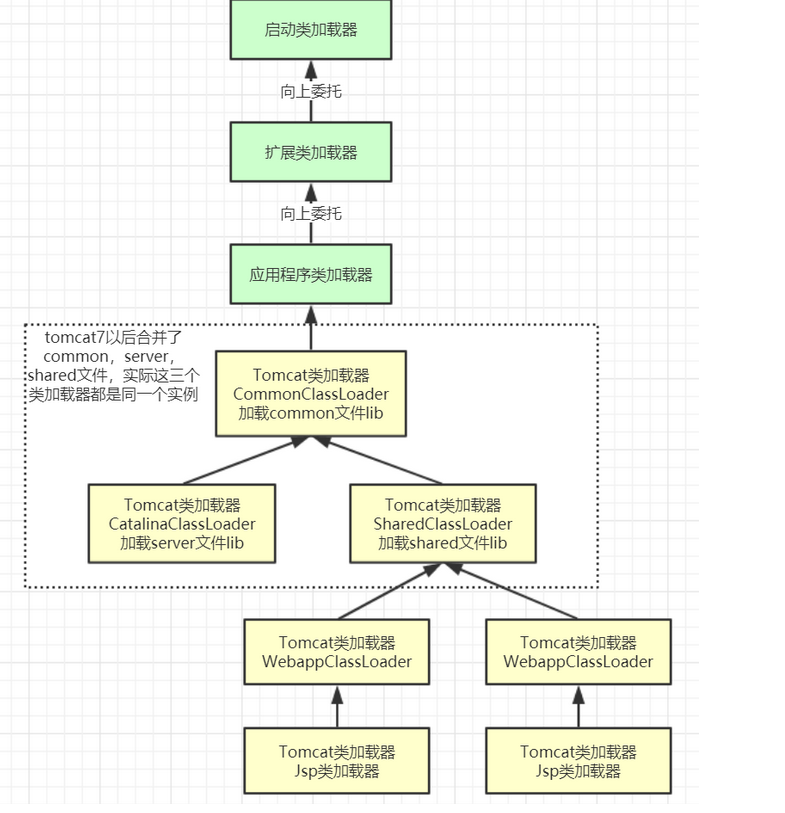 启动类加载器
向上委托
扩展类加载器
向上委托
应用程序类加载器
tomcat7以后合并了
common，server，
shared文件，实际这三个
类加载器都是同一个实例
Tomcat类加载器
CommonClassLoader
加载common文件lib
Tomcat类加载器
CatalinaClassLoader
加载server文件lib
Tomcat类加载器
SharedClassLoader
加载shared文件lib
Tomcat类加载器
WebappClassLoader
Tomcat类加载器
WebappClassLoader
Tomcat类加载器
Jsp类加载器
Tomcat类加载器
Jsp类加载器